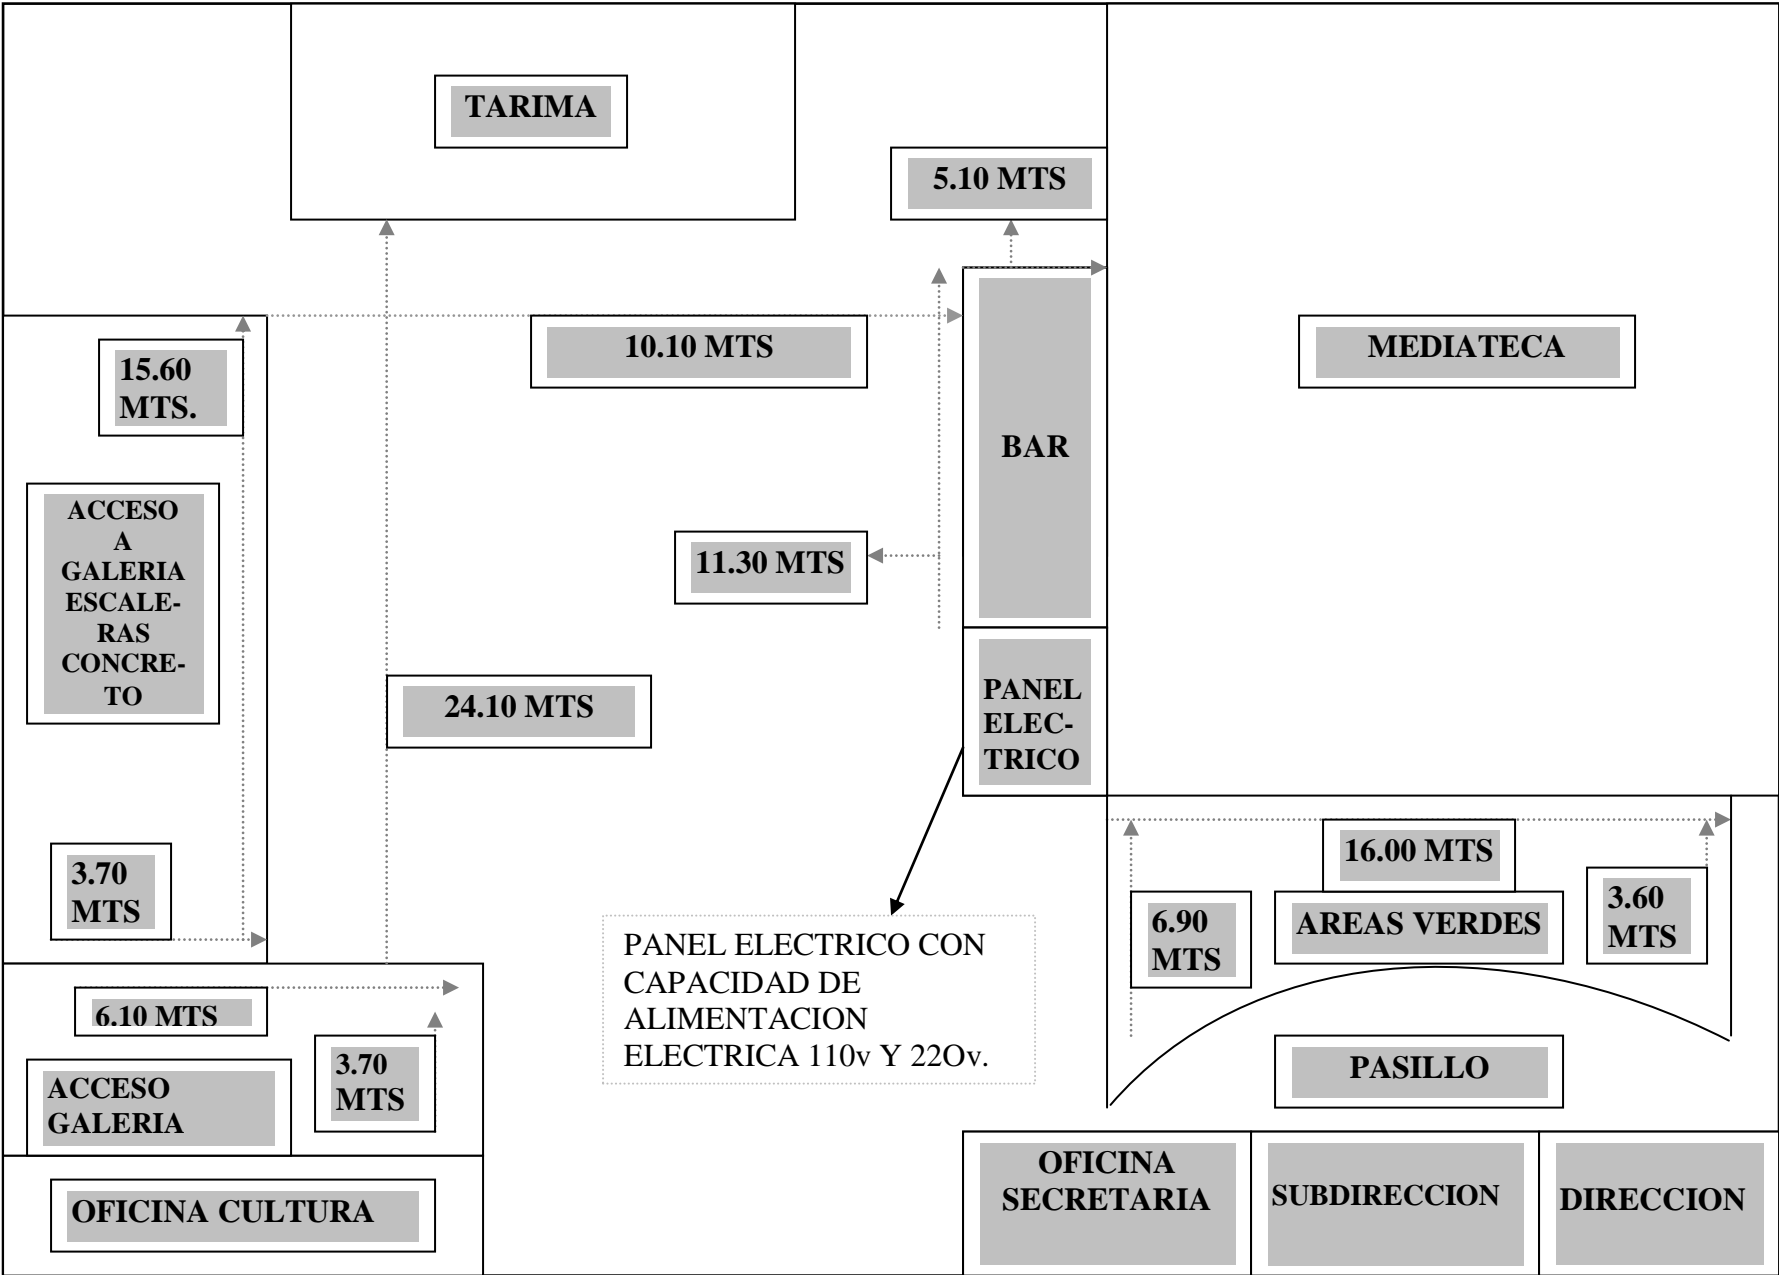 TARIMA
5.10 MTS
10.10 MTS
MEDIATECA
15.60
MTS.
BAR
ACCESO
A
GALERIA
ESCALE-
RAS
CONCRE-
TO
11.30 MTS
PANEL
ELEC-
TRICO
24.10 MTS
16.00 MTS
3.70
MTS
6.90
MTS
AREAS VERDES
3.60
MTS
PANEL ELECTRICO CON
CAPACIDAD DE
ALIMENTACION
ELECTRICA 110v Y 22Ov.
6.10 MTS
3.70
MTS
ACCESO
GALERIA
PASILLO
OFICINA
SECRETARIA
SUBDIRECCION
DIRECCION
OFICINA CULTURA